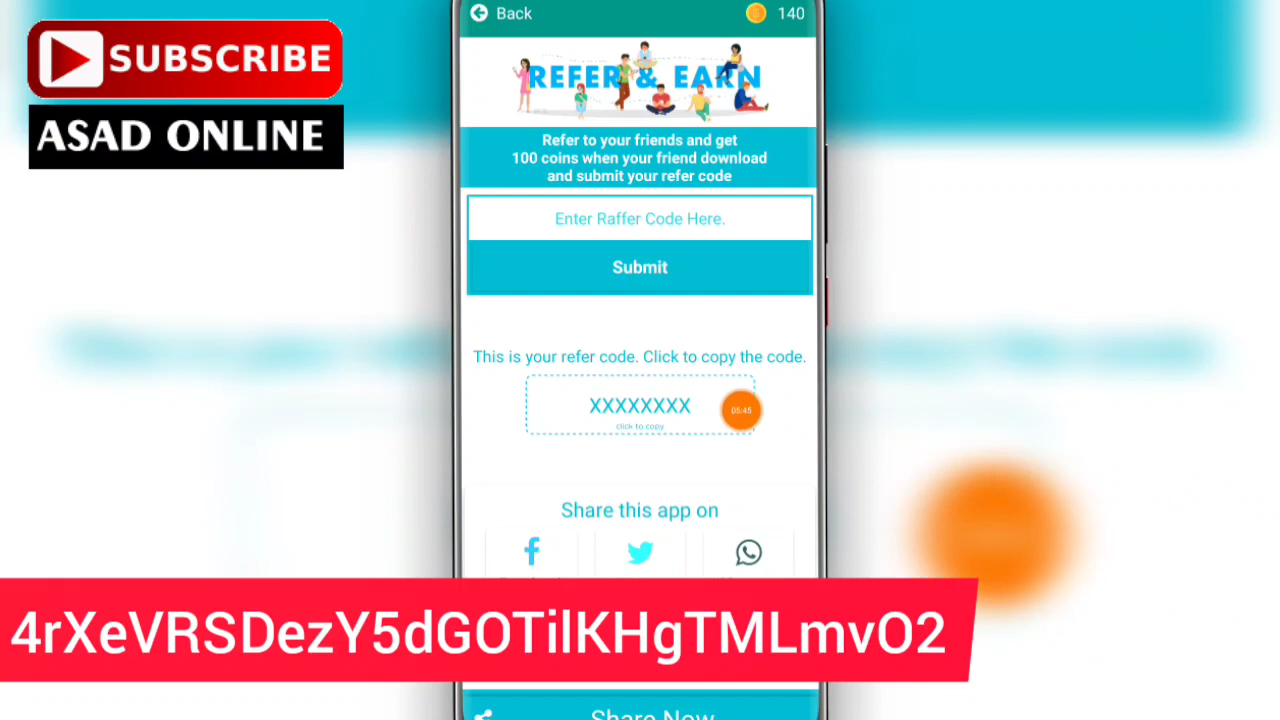 Back
140
SUBSCRIBE
ASAD ONLINE
REFER & EARN
Refer to your friends and get
100 coins when your friend download
and submit your refer code
Enter Raffer Code Here.
Submit
This is your refer code. Click to copy the code.
XXXXXXXX
05:45
click to copy
Share this app on
4rXeVRSDezY5dGOTilKHgTMLmvO2
Share Now